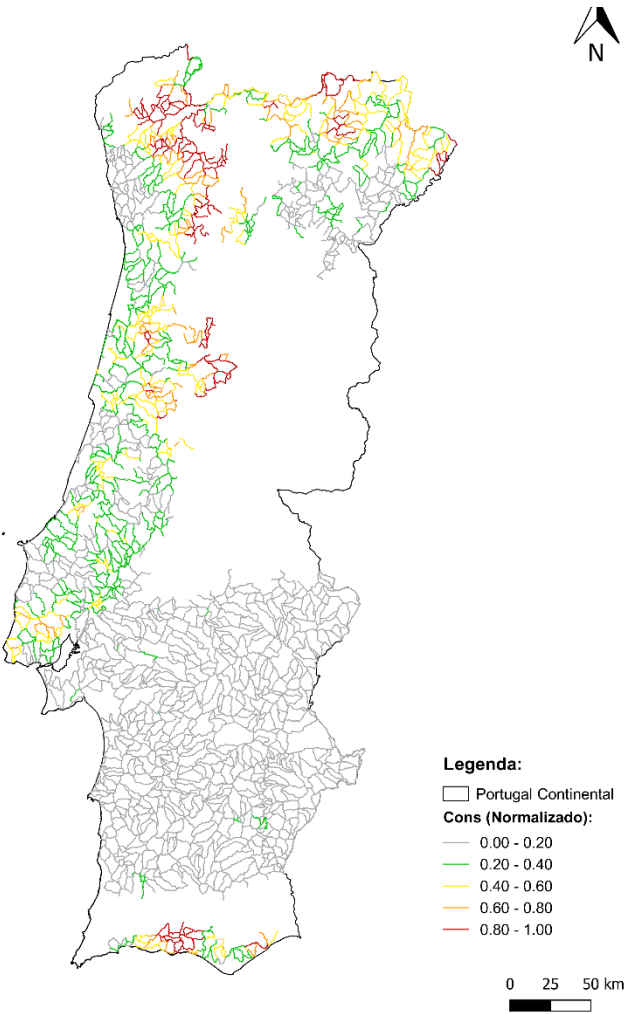 N
Legenda:
Portugal Continental
Cons (Normalizado):
0.00 - 0.20
0.20 - 0.40
0.40 - 0.60
0.60 - 0.80
0.80 - 1.00
0 25 50 km